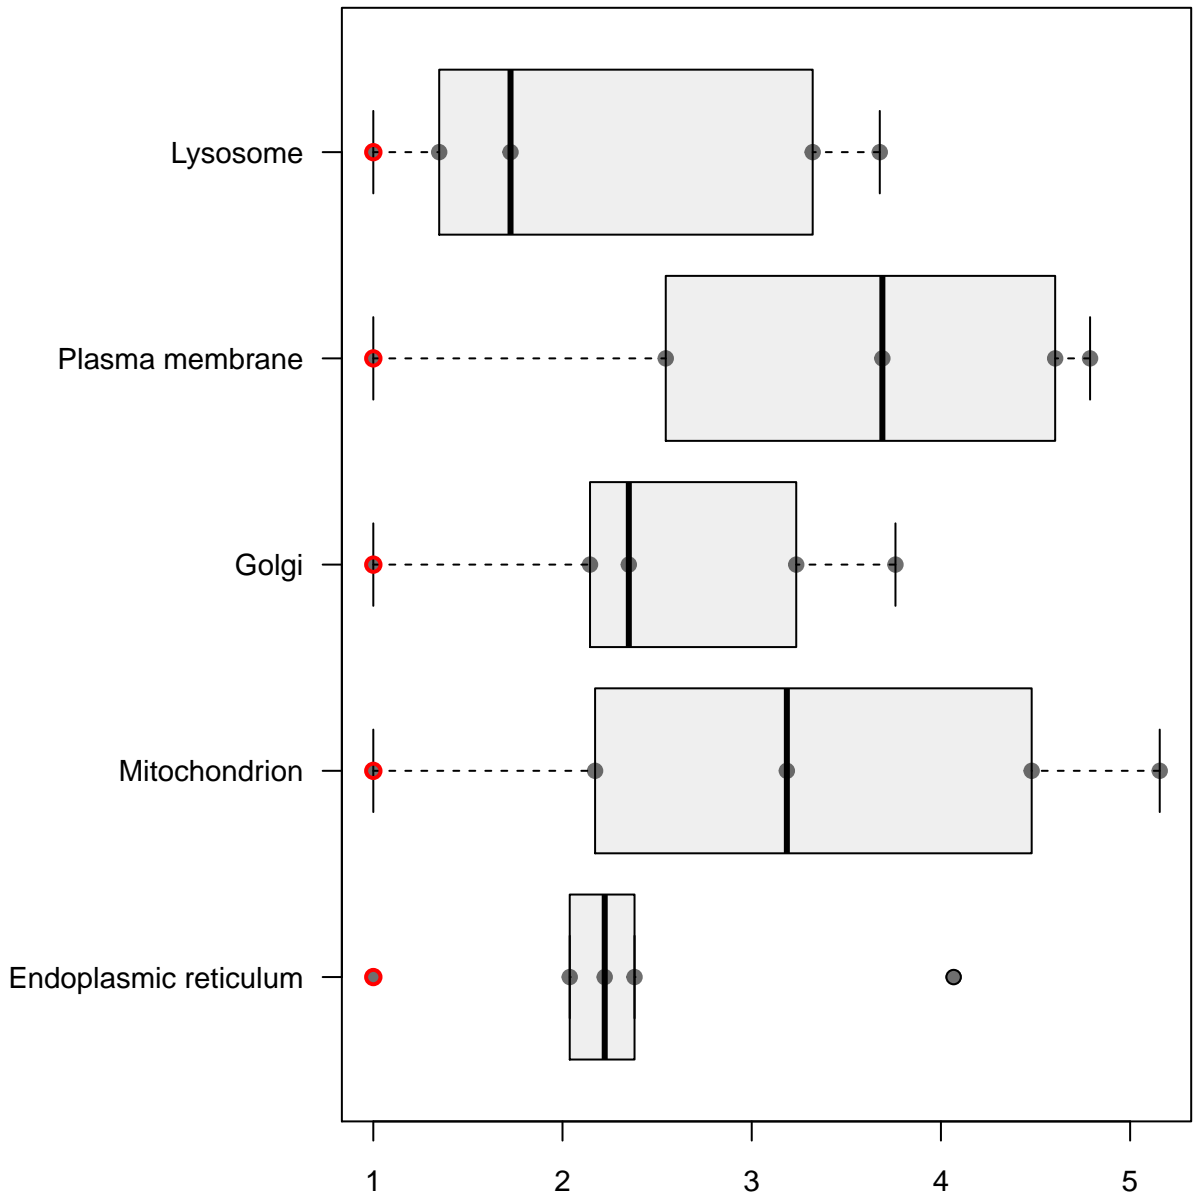 Lysosome
Plasma membrane
Golgi
Mitochondrion
Endoplasmic reticulum
1 2 3 4 5